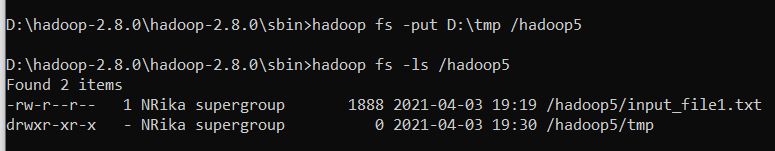 D:\hadoop-2.8.0\hadoop-2.8.0\sbin>hadoop fs -put D:\tmp /hadoop5
D:\hadoop-2.8.0\hadoop-2.8.0\sbin>hadoop fs -ls /hadoop5
Found 2 items
-rw-r--r--   1 NRika supergroup       1888 2021-04-03 19:19 /hadoop5/input_file1.txt
drwxr-xr-x   - NRika supergroup          0 2021-04-03 19:30 /hadoop5/tmp